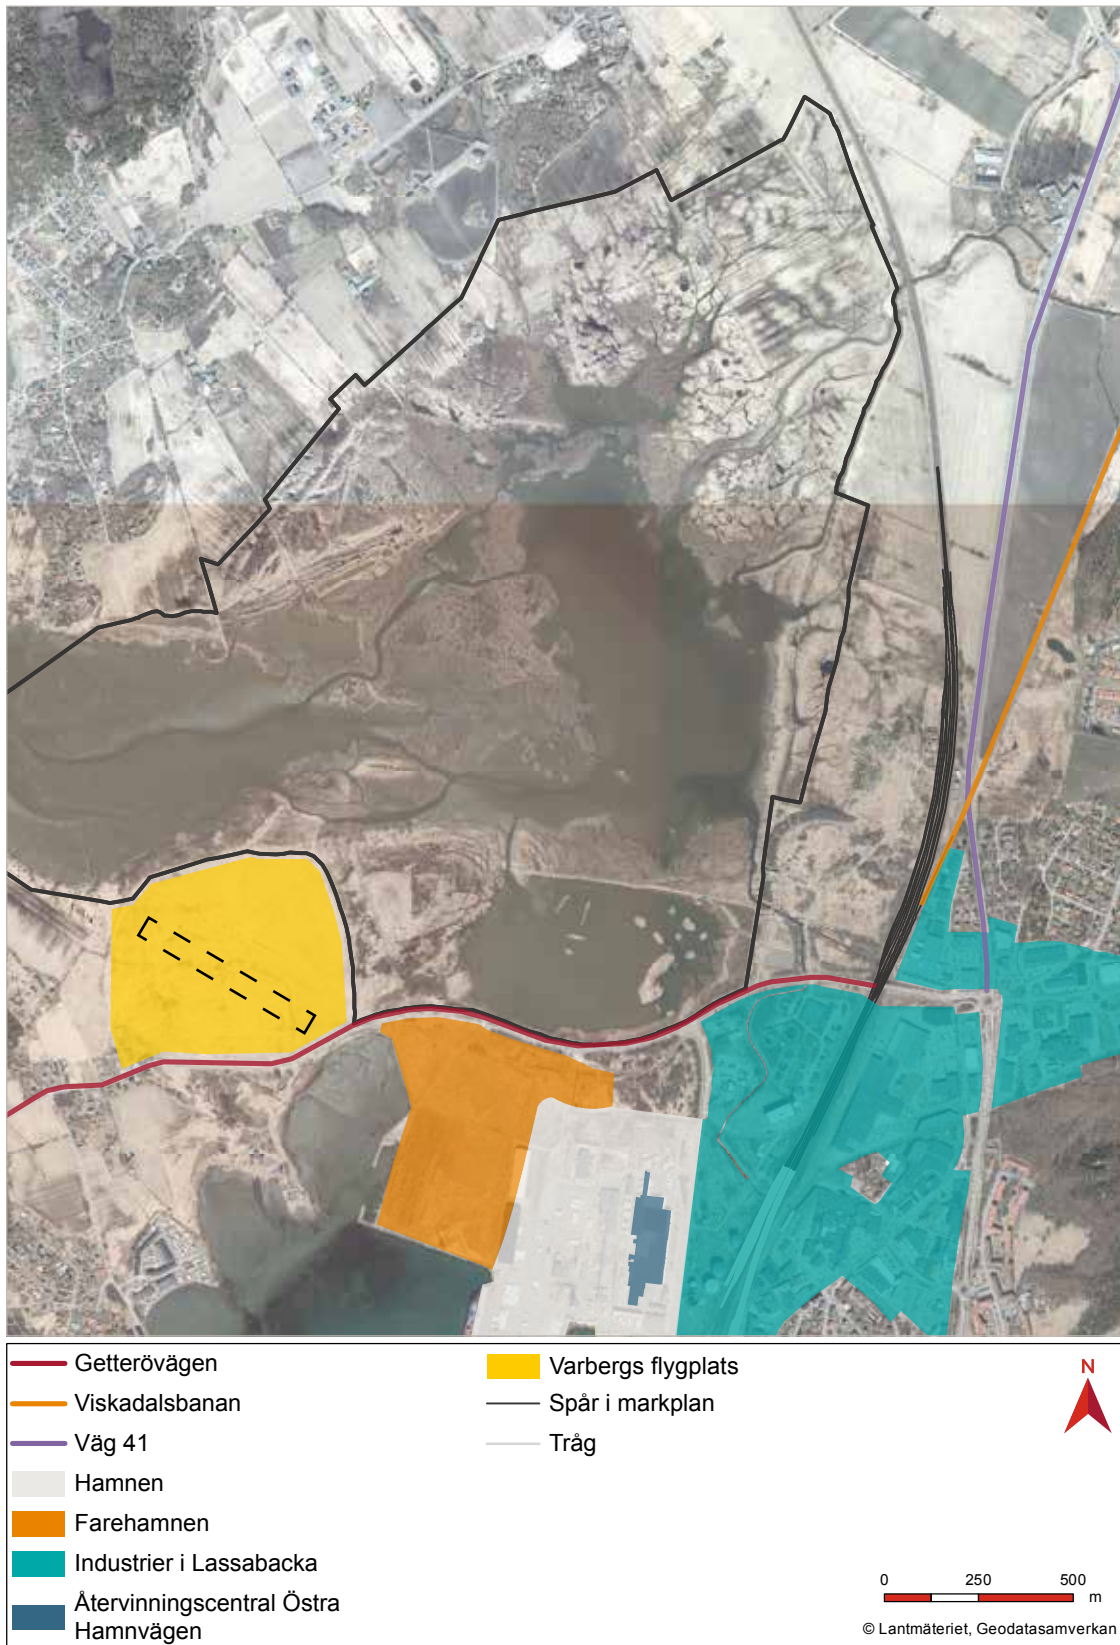 Getterövägen
Viskadalsbanan
Väg 41
Hamnen
Farehamnen
Industrier i Lassabacka
Återvinningscentral Östra
Hamnvägen
Varbergs flygplats
Spår i markplan
Tråg
N
0 250 500
m
© Lantmäteriet, Geodatasamverkan